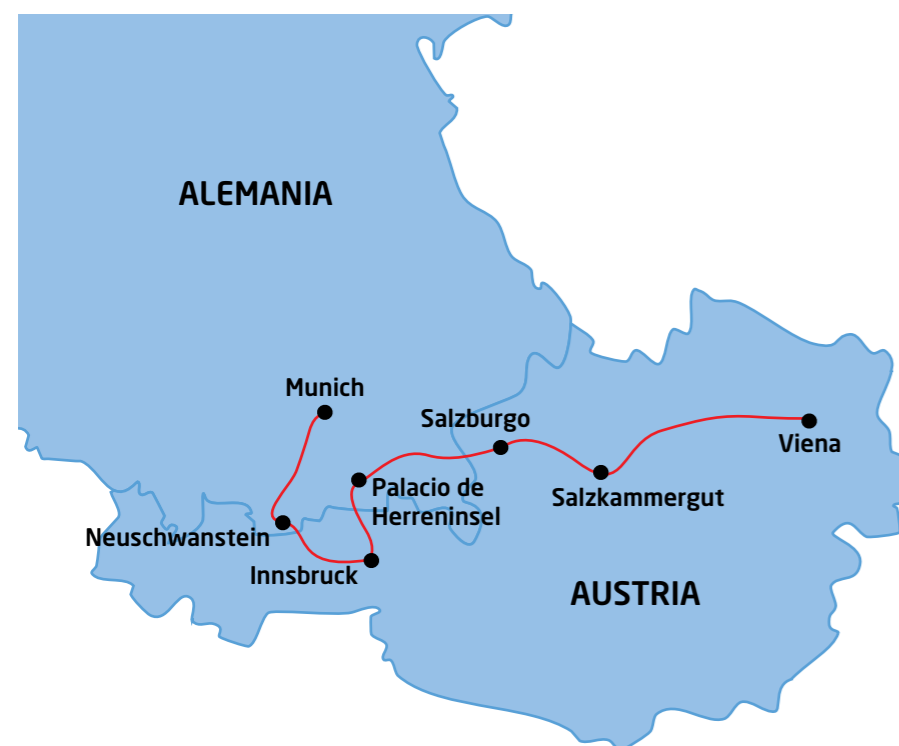 ALEMANIA
Munich
Salzburgo
Viena
Palacio de
Herreninsel
Salzkammergut
Neuschwanstein
Innsbruck
AUSTRIA